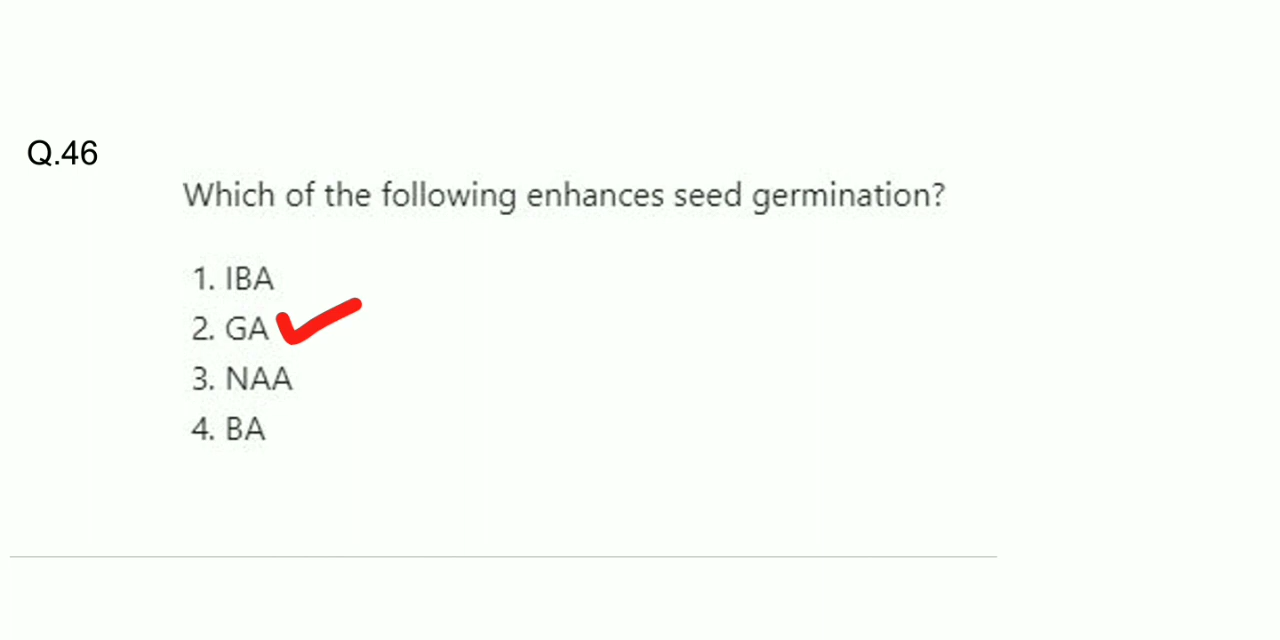 Q.46
Which of the following enhances seed germination?
1. IBA
2. GA
3. NAA
4. BA